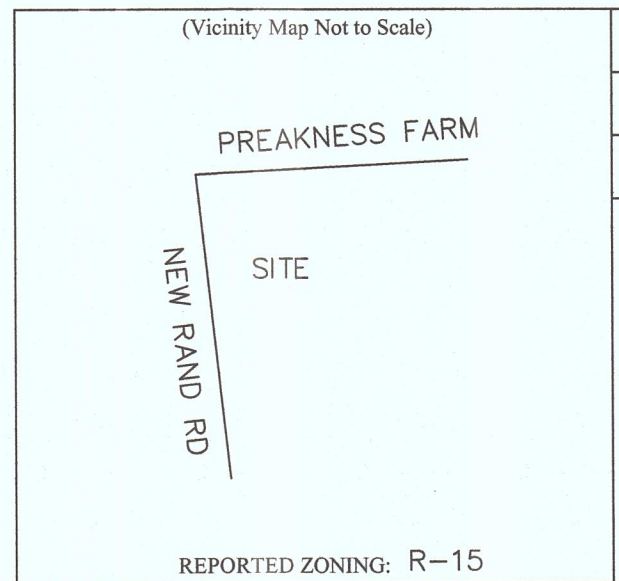 (Vicinity Map Not to Scale)
PREAKNESS FARM
SITE
NEW RAND RD
REPORTED ZONING: R-15